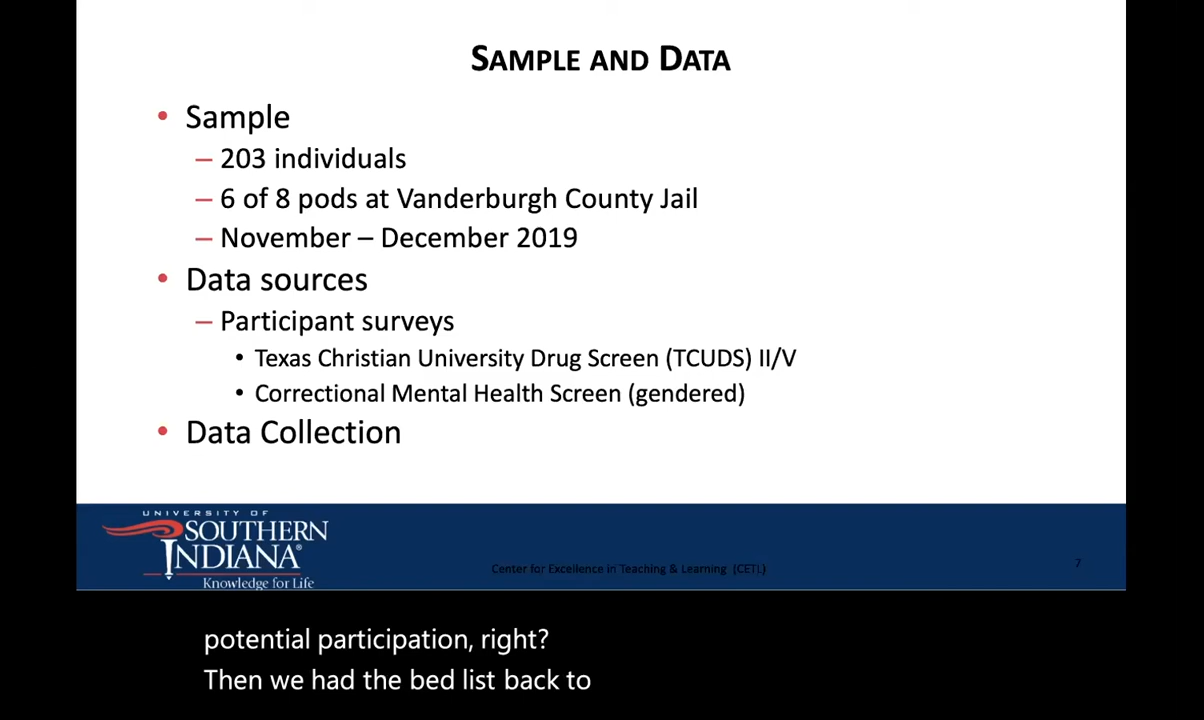 SAMPLE AND DATA
• Sample
– 203 individuals
– 6 of 8 pods at Vanderburgh County Jail
– November – December 2019
• Data sources
– Participant surveys
• Texas Christian University Drug Screen (TCUDS) II/V
• Correctional Mental Health Screen (gendered)
• Data Collection
UNIVERSITY OF
SOUTHERN
INDIANA®
Knowledge for Life
Center for Excellence in Teaching & Learning (CETL)
7
potential participation, right?
Then we had the bed list back to